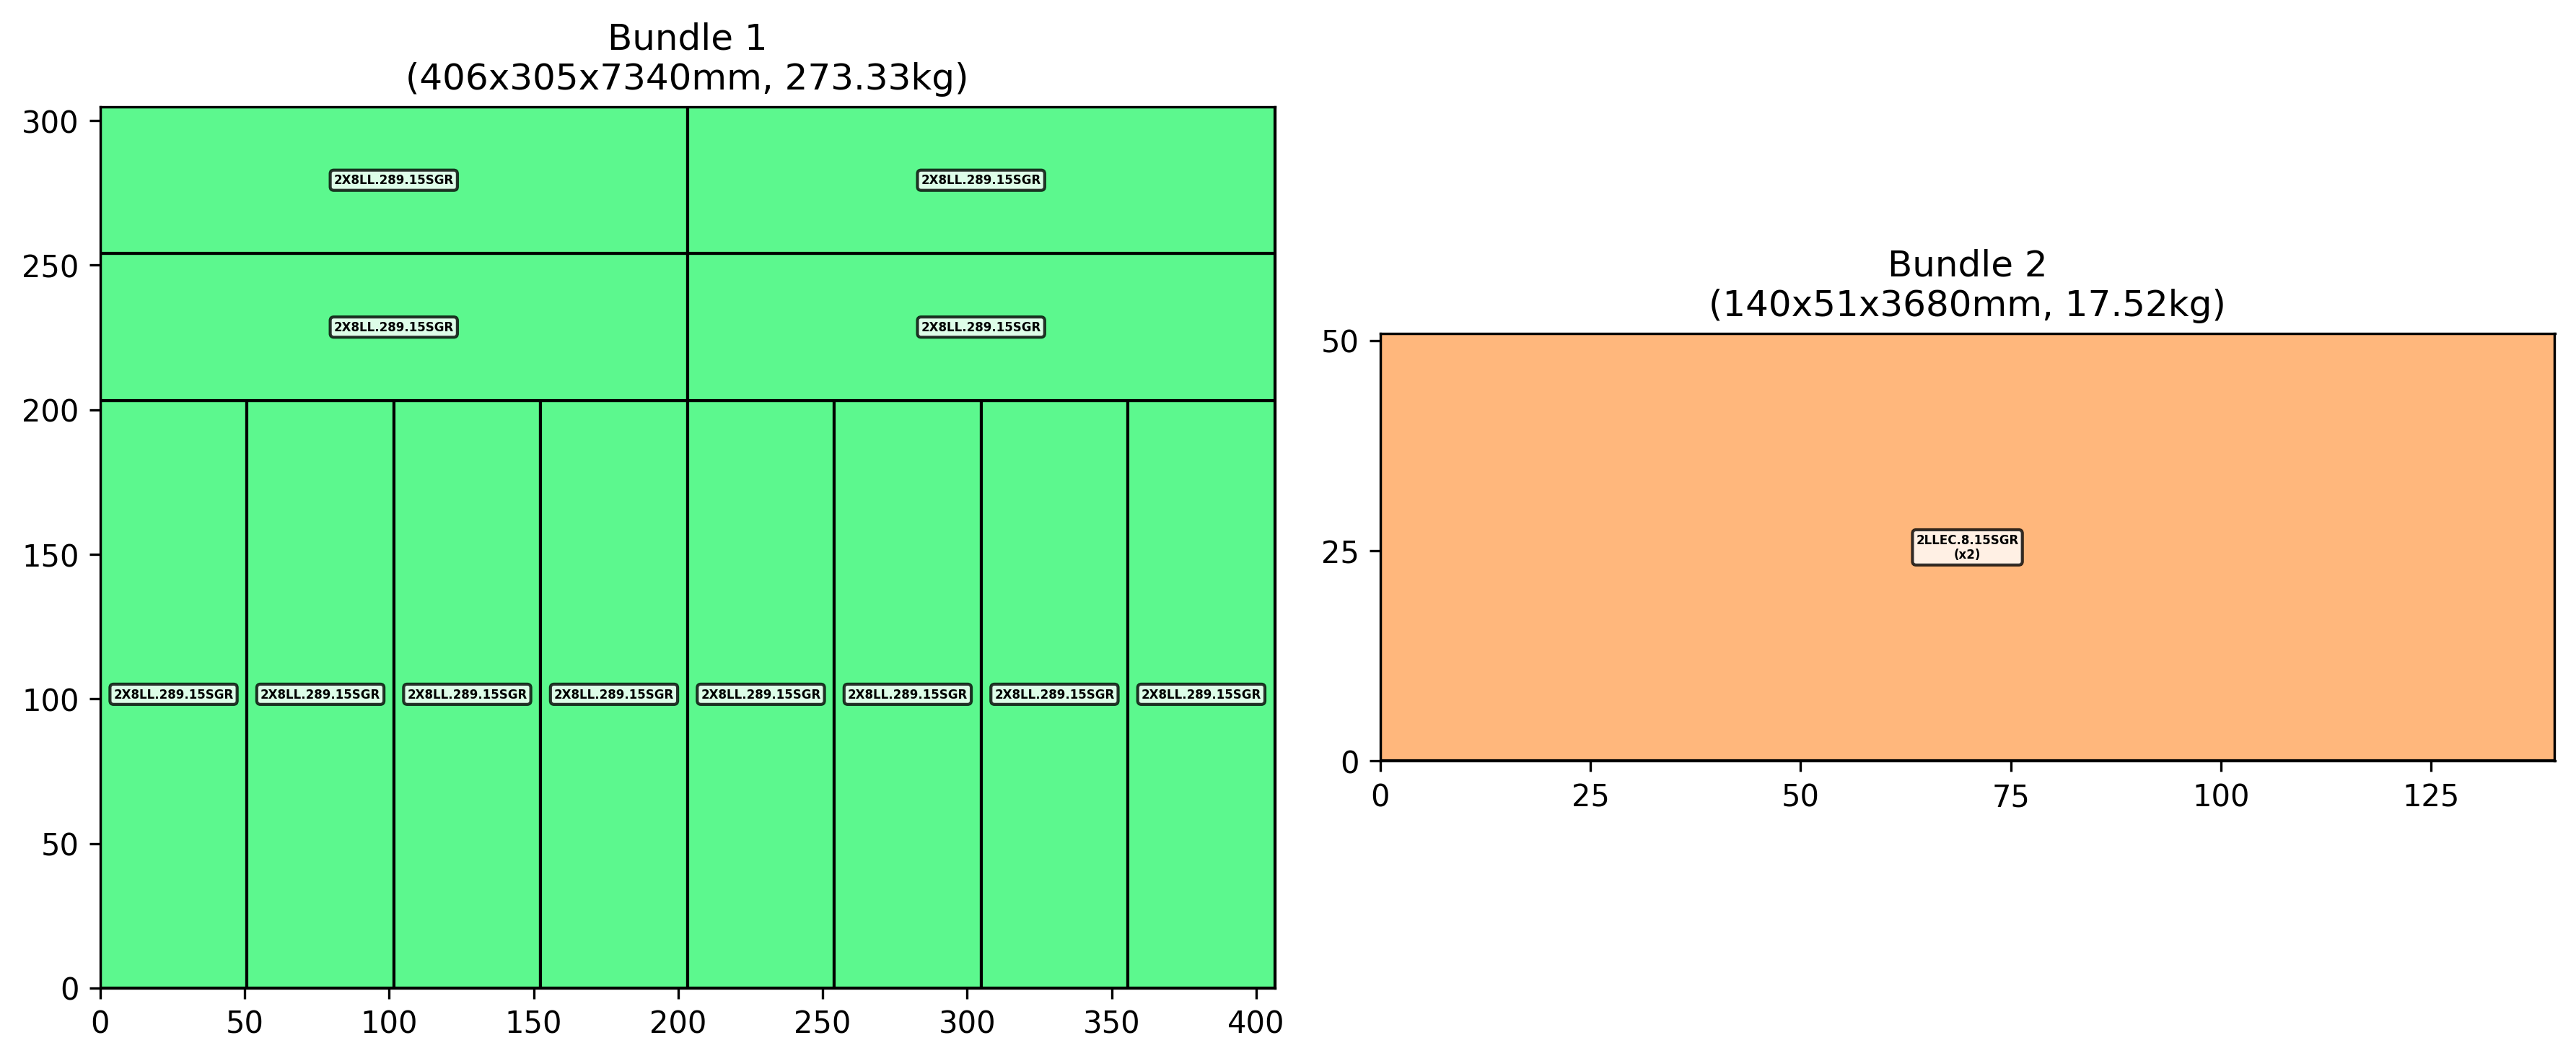 Bundle 1
(406x305x7340mm, 273.33kg)
300
250
200
150
100
50
0
0 50 100 150 200 250 300 350 400
2X8LL.289.15SGR 2X8LL.289.15SGR
2X8LL.289.15SGR 2X8LL.289.15SGR
2X8LL.289.15SGR 2X8LL.289.15SGR 2X8LL.289.15SGR 2X8LL.289.15SGR 2X8LL.289.15SGR 2X8LL.289.15SGR 2X8LL.289.15SGR 2X8LL.289.15SGR
Bundle 2
(140x51x3680mm, 17.52kg)
50
25
0
0 25 50 75 100 125
2LLEC.8.15SGR
(x2)